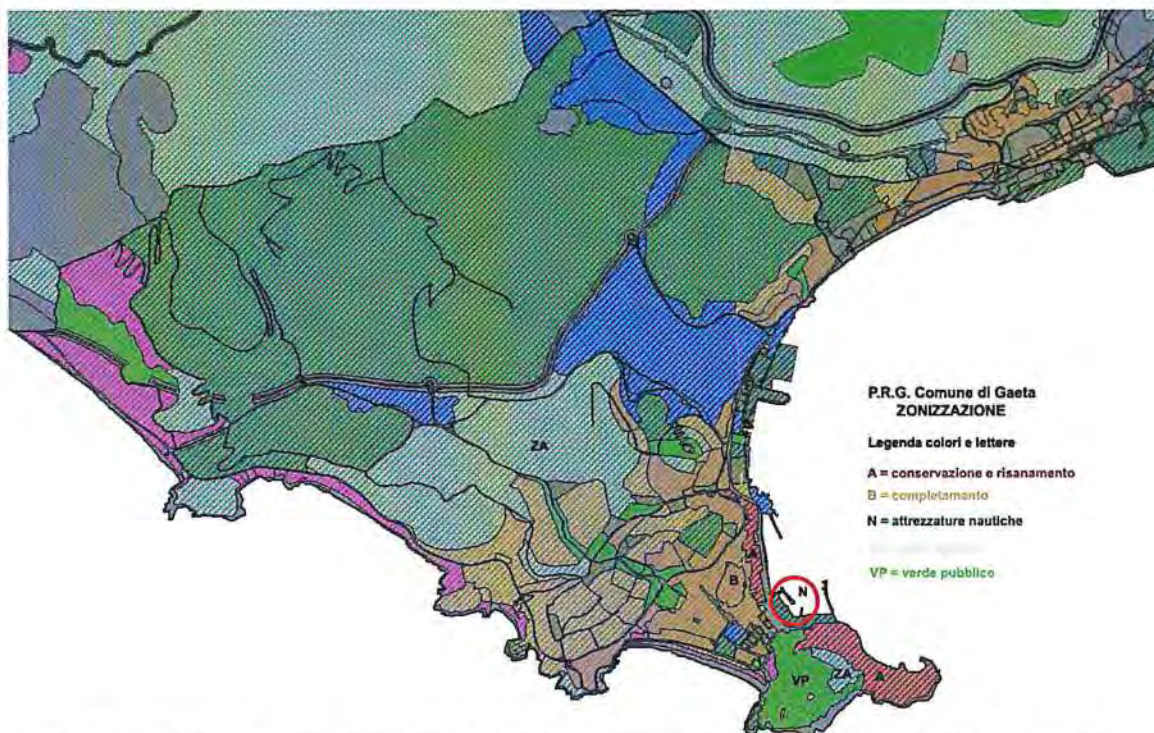 P.R.G. Comune di Gaeta
ZONIZZAZIONE
Legenda colori e lettere
A = conservazione e risanamento
B = completamento
N = attrezzature nautiche
VP = verde pubblico
ZA
A
B
N
VP
ZA
A